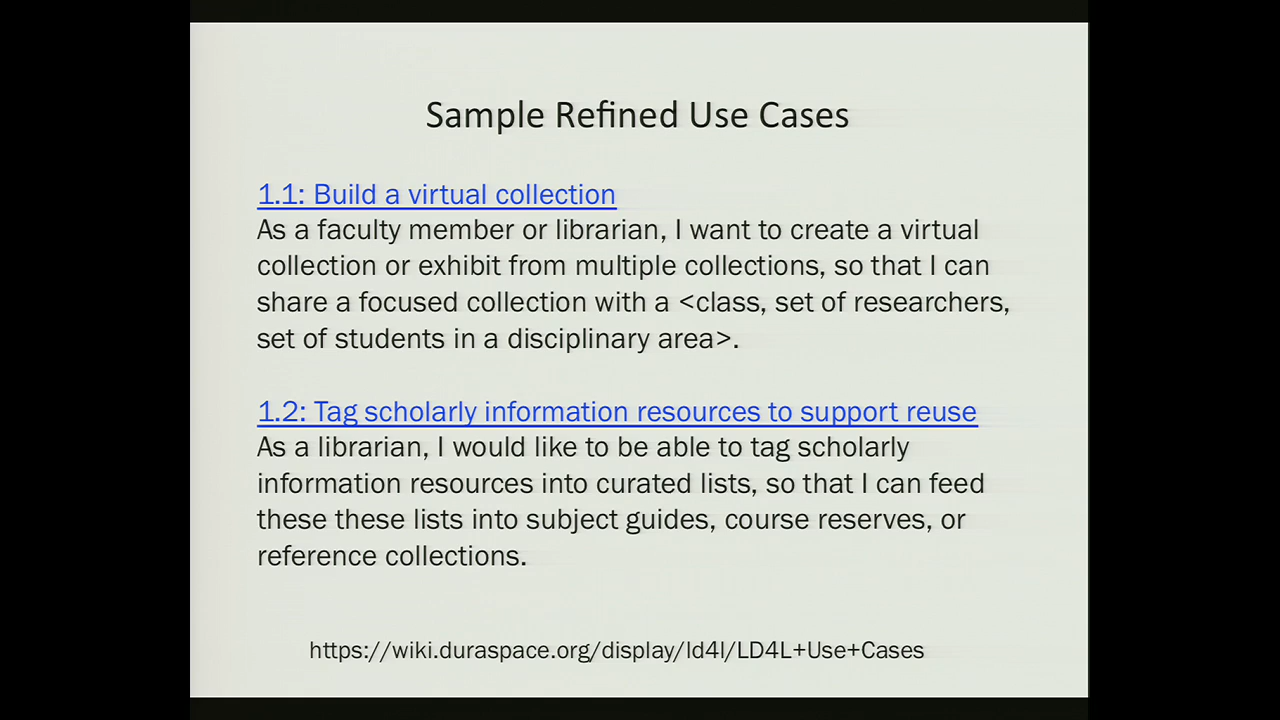 Sample Refined Use Cases
1.1: Build a virtual collection
As a faculty member or librarian, I want to create a virtual
collection or exhibit from multiple collections, so that I can
share a focused collection with a <class, set of researchers,
set of students in a disciplinary area>.
1.2: Tag scholarly information resources to support reuse
As a librarian, I would like to be able to tag scholarly
information resources into curated lists, so that I can feed
these these lists into subject guides, course reserves, or
reference collections.
https://wiki.duraspace.org/display/ld4l/LD4L+Use+Cases